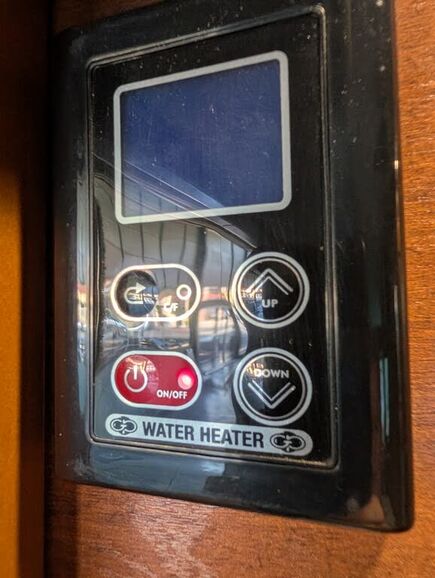 °C/°F
UP
ON/OFF
DOWN
WATER HEATER